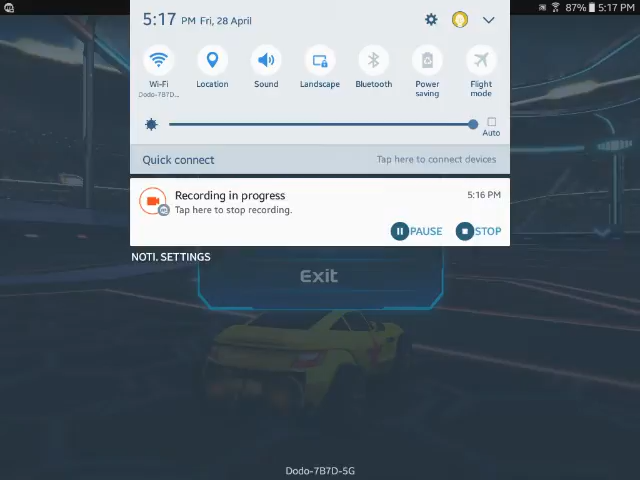 87% 5:17 PM
5:17 PM Fri, 28 April
Wi-Fi
Dodo-7B7D...
Location
Sound
Landscape
Bluetooth
Power
saving
Flight
mode
Auto
Quick connect
Tap here to connect devices
Recording in progress
5:16 PM
Tap here to stop recording.
PAUSE
STOP
NOTI. SETTINGS
Exit
Dodo-7B7D-5G